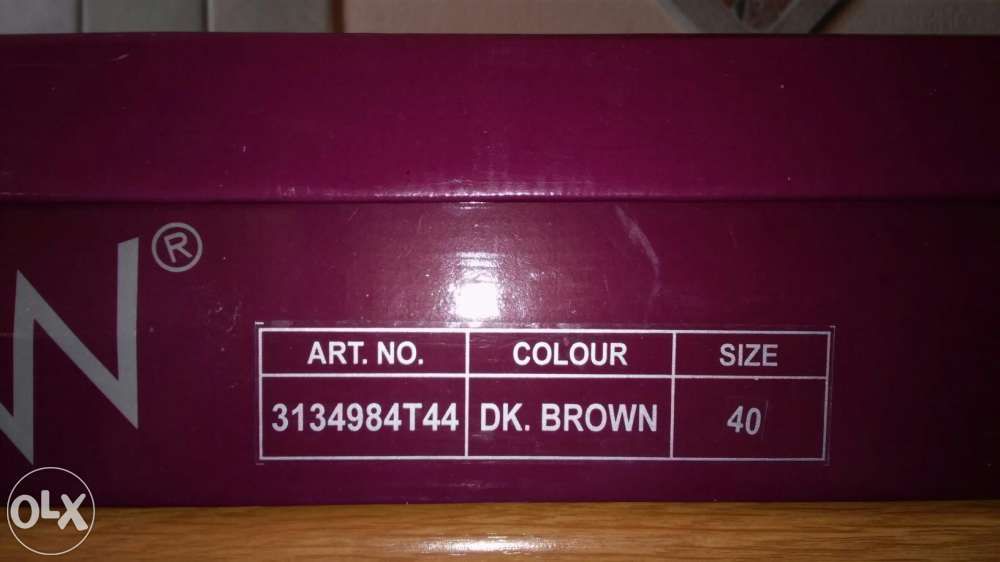 N®
ART. NO. COLOUR SIZE
3134984T44 DK. BROWN 40
OLX